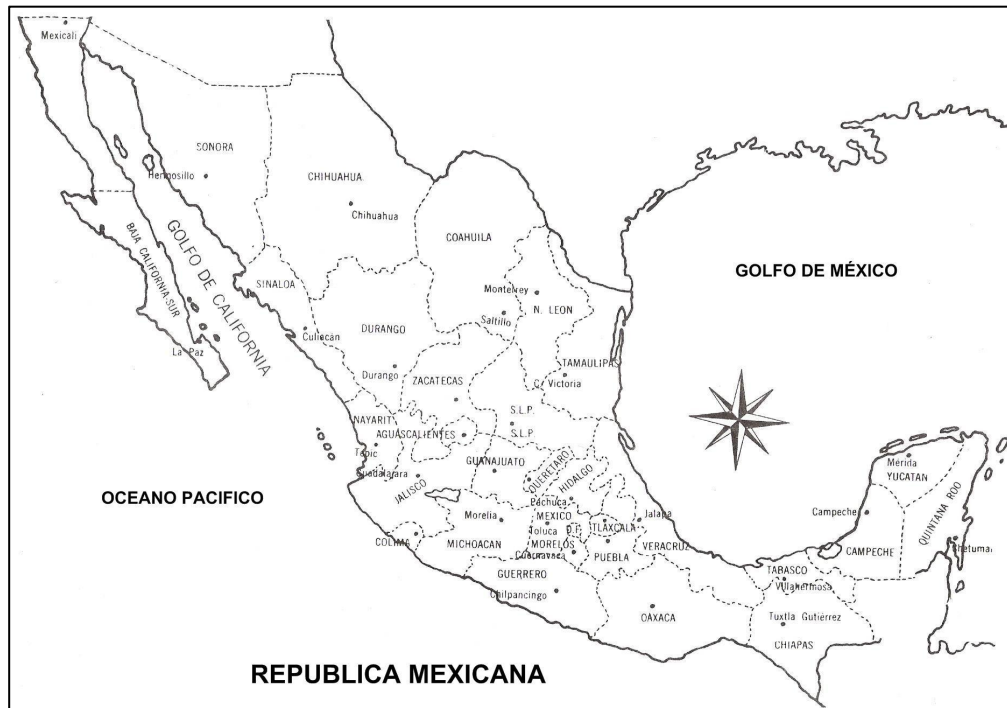 Mexicali
SONORA
Hermosillo
CHIHUAHUA
Chihuahua
COAHUILA
BAJA CALIFORNIA SUR
GOLFO DE CALIFORNIA
GOLFO DE MÉXICO
SINALOA
Monterrey
N. LEON
Saltillo
Culiacán
DURANGO
La Paz
Durango
ZACATECAS
TAMAULIPAS
C. Victoria
NAYARIT
S.L.P.
AGUASCALIENTES
S.L.P.
Tepic
Guadalarara
GUANAJUATO
QUERETARO
HIDALGO
JALISCO
OCEANO PACIFICO
Pachuca
Mérida
YUCATAN
QUINTANA ROO
Morelia
MEXICO
Jalapa
Campeche
Toluca
D.F.
TLAXCALA
COLIMA
MICHOACAN
MORELOS
VERACRUZ
Cuernavaca
PUEBLA
CAMPECHE
Chetumal
GUERRERO
TABASCO
Villahermosa
Chilpancingo
OAXACA
Tuxtla Gutiérrez
CHIAPAS
REPUBLICA MEXICANA